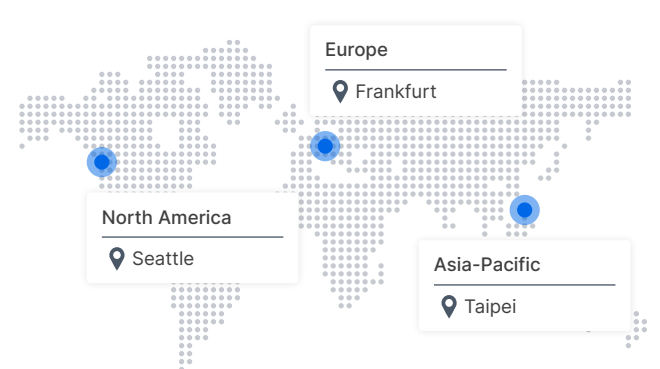 Europe
Frankfurt
North America
Seattle
Asia-Pacific
Taipei